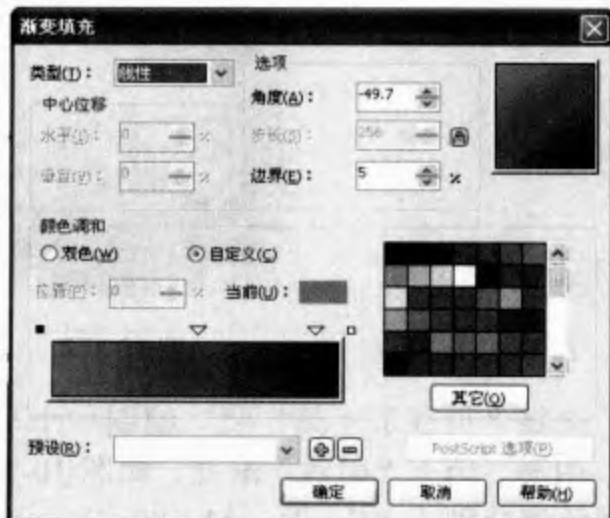 渐变填充
类型(T)： 线性
选项
中心位移
角度(A)： -49.7
水平(I)： 0 %
步长(S)： 256
垂直(V)： 0 %
边界(E)： 5 %
颜色调和
双色(W) 自定义(C)
位置(P)： 0 % 当前(U)：
其它(O)
预设(R)：
PostScript 选项(P)
确定 取消 帮助(H)